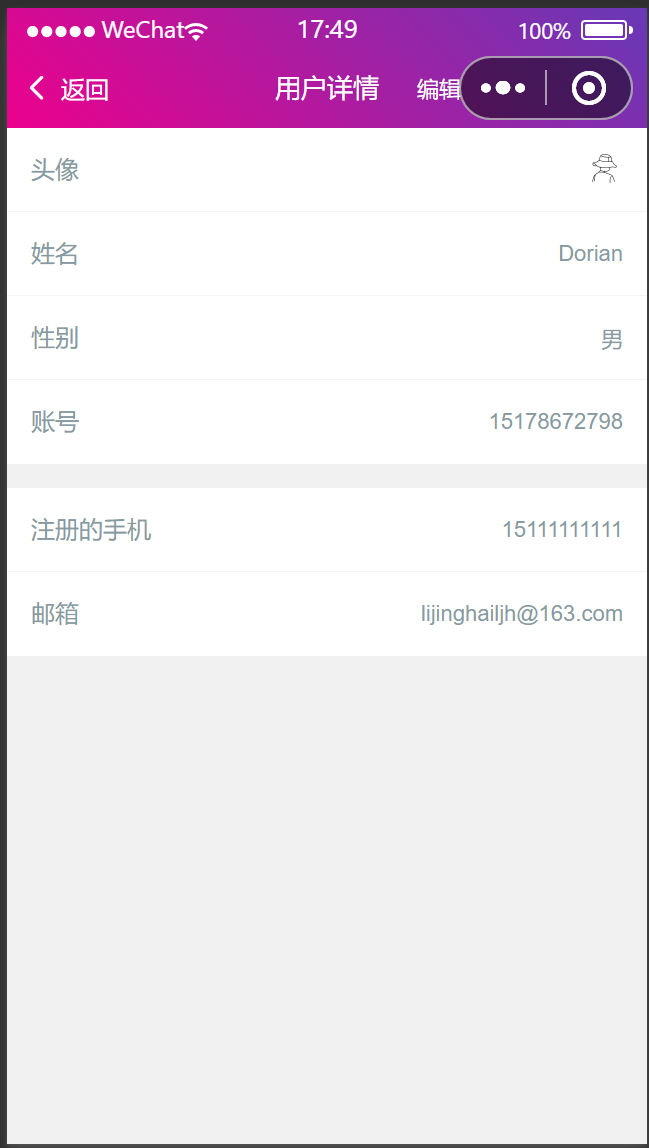 WeChat 17:49 100%
返回 用户详情 编辑
头像
姓名 Dorian
性别 男
账号 15178672798
注册的手机 15111111111
邮箱 lijinghailjh@163.com